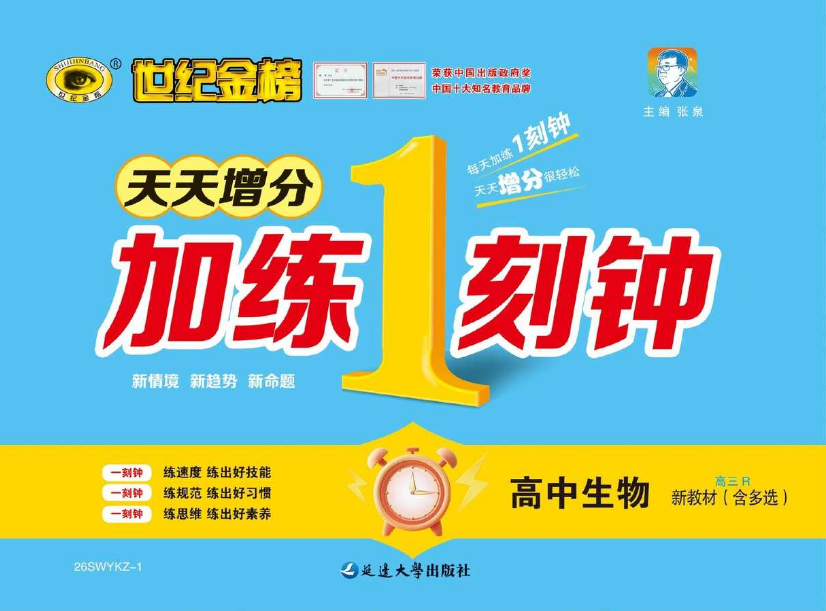 SHIJIJINBANG
世纪金榜
®
世纪金榜
荣获中国出版政府奖
中国十大知名教育品牌
主编 张泉
每天加练1刻钟
天天增分很轻松
天天增分
加练1刻钟
新情境 新趋势 新命题
一刻钟 练速度 练出好技能
一刻钟 练规范 练出好习惯
一刻钟 练思维 练出好素养
高中生物
高三 R
新教材(含多选)
26SWYKZ-1
延边大学出版社